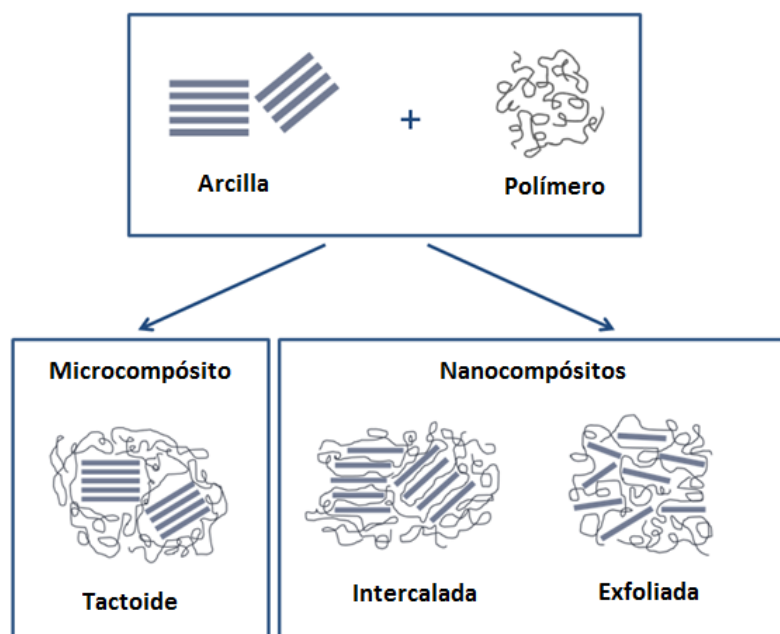 +
Arcilla
Polímero
Microcompósito
Nanocompósitos
Tactoide
Intercalada
Exfoliada